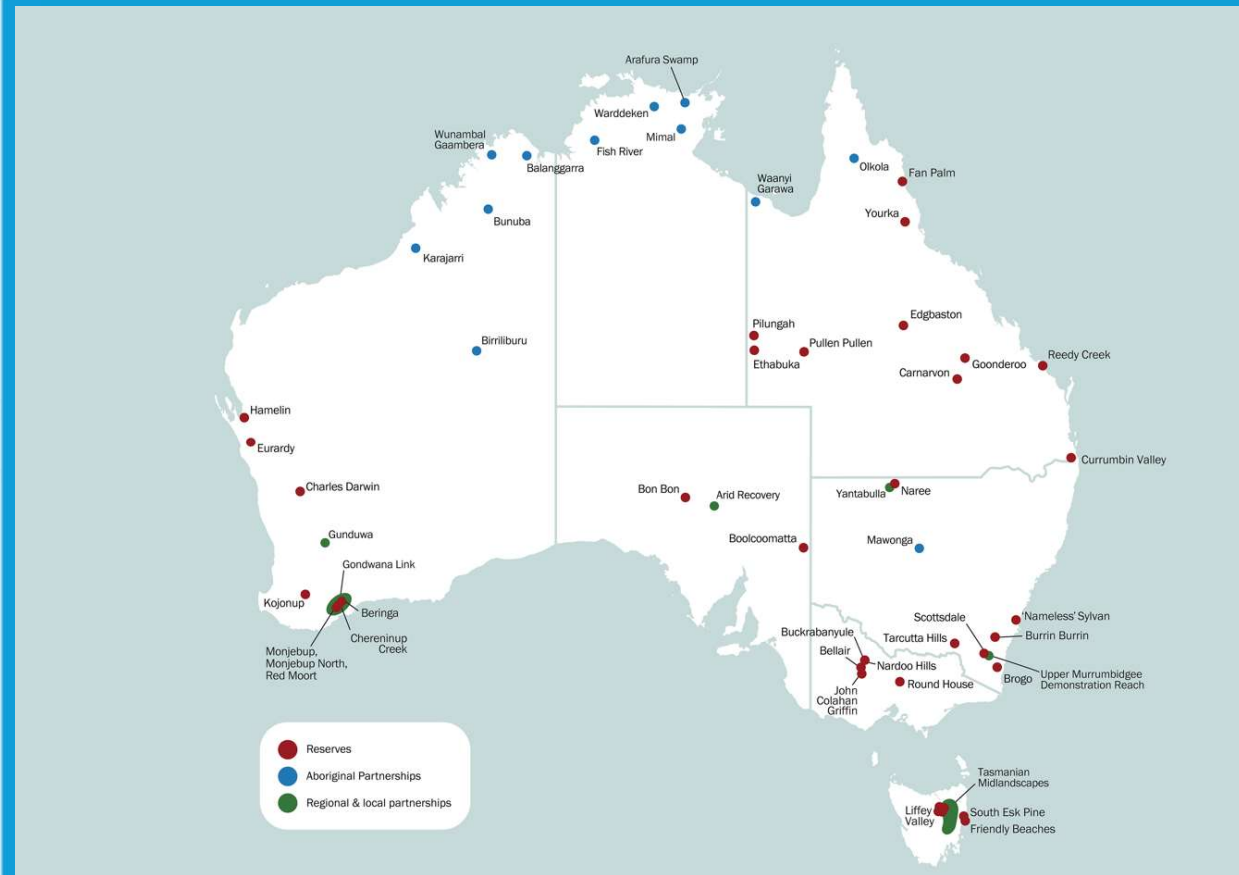 Arafura Swamp
Warddeken
Mimal
Fish River
Wunambal
Gaambera
Balanggarra
Bunuba
Karajarri
Birriliburu
Waanyi
Garawa
Olkola
Fan Palm
Yourka
Pilungah
Ethabuka
Pullen Pullen
Edgbaston
Goonderoo
Carnarvon
Reedy Creek
Currumbin Valley
Hamelin
Eurardy
Charles Darwin
Gunduwa
Gondwana Link
Kojonup
Beringa
Chereninup
Creek
Monjebup,
Monjebup North,
Red Moort
Bon Bon
Arid Recovery
Boolcoomatta
Yantabulla
Naree
Mawonga
Scottsdale
'Nameless' Sylvan
Tarcutta Hills
Burrin Burrin
Buckrabanyule
Bellair
Nardoo Hills
Round House
John
Colahan
Griffin
Brogo
Upper Murrumbidgee
Demonstration Reach
Reserves
Aboriginal Partnerships
Regional & local partnerships
Tasmanian
Midlandscapes
Liffey
Valley
South Esk Pine
Friendly Beaches